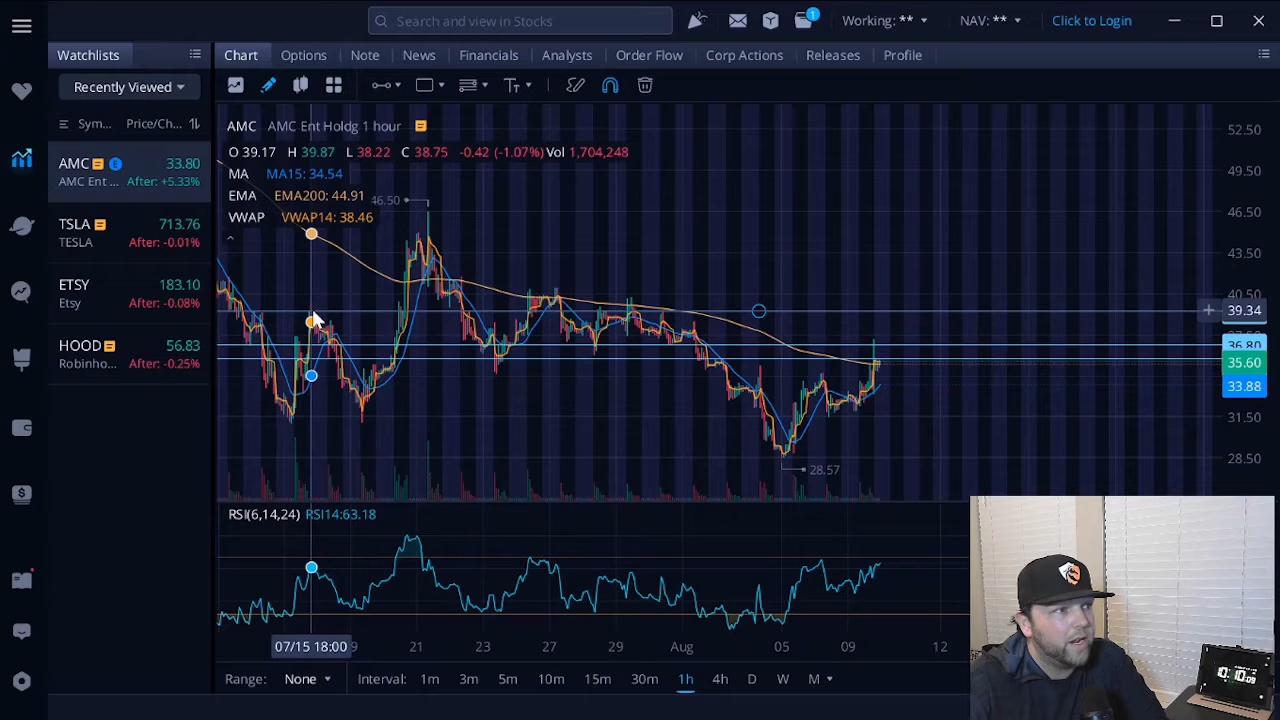 Search and view in Stocks
1
Working: **
NAV: **
Click to Login
Watchlists
Chart
Options
Note
News
Financials
Analysts
Order Flow
Corp Actions
Releases
Profile
Recently Viewed
Sym...
Price/Ch...
AMC
E
33.80
AMC Ent ...
After: +5.33%
TSLA
713.76
TESLA
After: -0.01%
ETSY
183.10
Etsy
After: -0.08%
HOOD
56.83
Robinho...
After: -0.25%
AMC AMC Ent Holdg 1 hour
O 39.17 H 39.87 L 38.22 C 38.75 -0.42 (-1.07%) Vol 1,704,248
MA MA15: 34.54
EMA EMA200: 44.91
VWAP VWAP14: 38.46
46.50
28.57
52.50
49.50
46.50
43.50
40.50
39.34
36.80
35.60
33.88
31.50
28.50
RSI(6,14,24) RSI14:63.18
07/15 18:00
9
21
23
27
29
Aug
05
09
12
Range: None
Interval: 1m 3m 5m 10m 15m 30m 1h 4h D W M